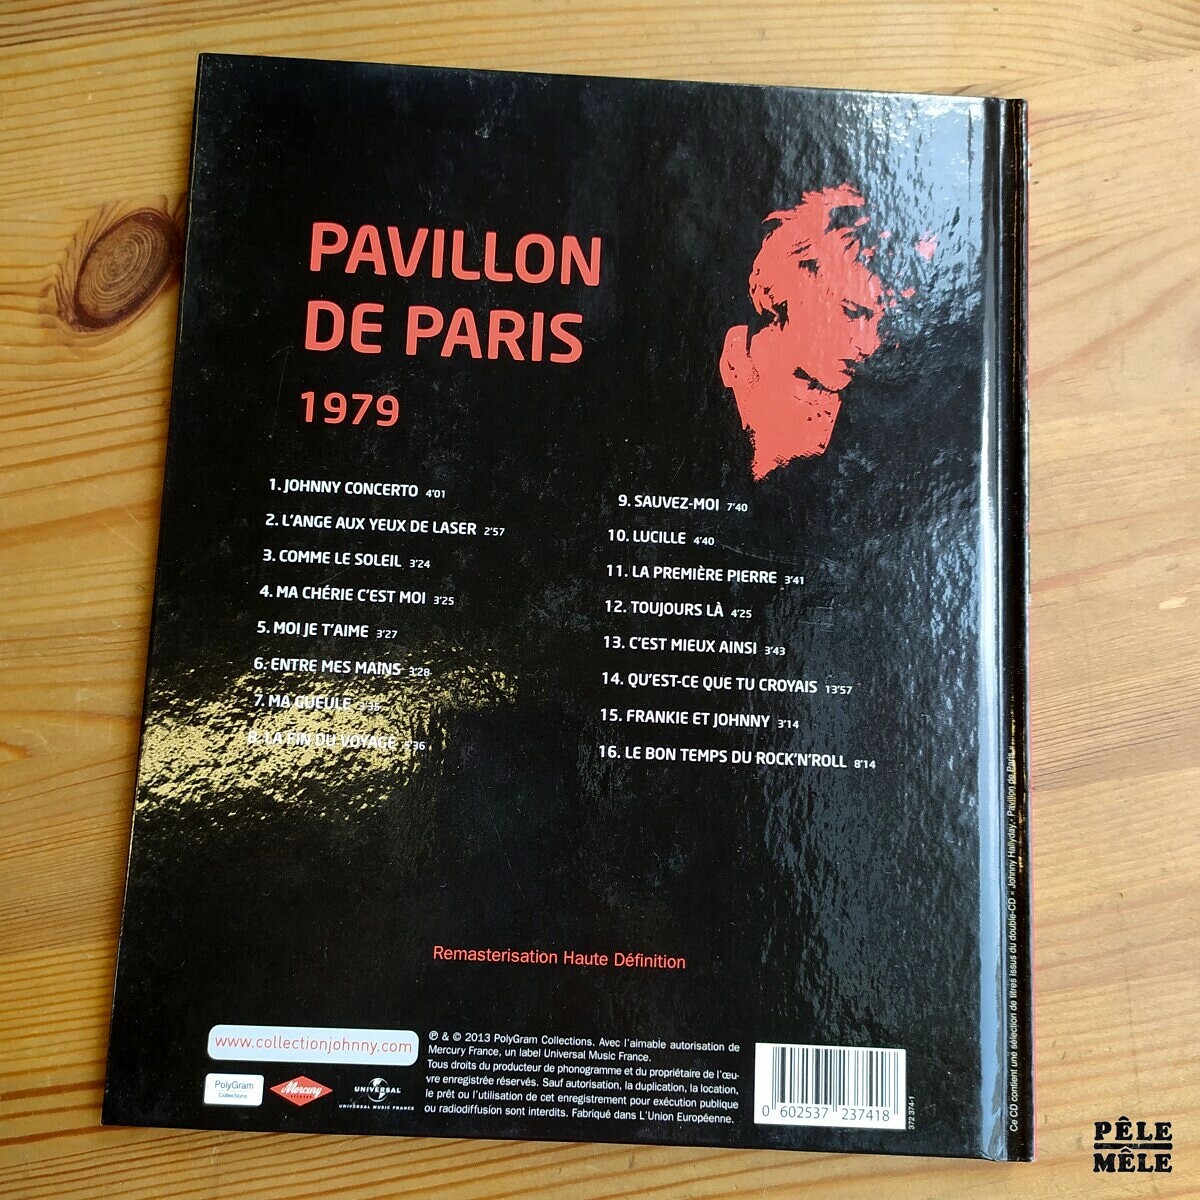 PAVILLON
DE PARIS
1979
1. JOHNNY CONCERTO 4'01
2. L'ANGE AUX YEUX DE LASER 2'57
3. COMME LE SOLEIL 3'24
4. MA CHÉRIE C'EST MOI 3'25
5. MOI JE T'AIME 3'27
6. ENTRE MES MAINS 3'28
7. MA GUEULE
8. LA FIN DU VOYAGE
9. SAUVEZ-MOI 7'40
10. LUCILLE 4'40
11. LA PREMIÈRE PIERRE 3'41
12. TOUJOURS LÀ 4'25
13. C'EST MIEUX AINSI 3'43
14. QU'EST-CE QUE TU CROYAIS 13'57
15. FRANKIE ET JOHNNY 3'14
16. LE BON TEMPS DU ROCK'N'ROLL 8'14
Remasterisation Haute Définition
www.collectionjohnny.com
PolyGram
Collections
Mercury
UNIVERSAL
UNIVERSAL MUSIC FRANCE
℗ & © 2013 PolyGram Collections. Avec l'aimable autorisation de
Mercury France, un label Universal Music France.
Tous droits du producteur de phonogramme et du propriétaire de l'œu-
vre enregistrée réservés. Sauf autorisation, la duplication, la location,
le prêt ou l'utilisation de cet enregistrement pour exécution publique
ou radiodiffusion sont interdits. Fabriqué dans L'Union Européenne.
0 602537 237418
372 374-1
Ce CD contient une sélection de titres issus du double-CD « Johnny Hallyday - Pavillon de Paris »
PÊLE
MÊLE